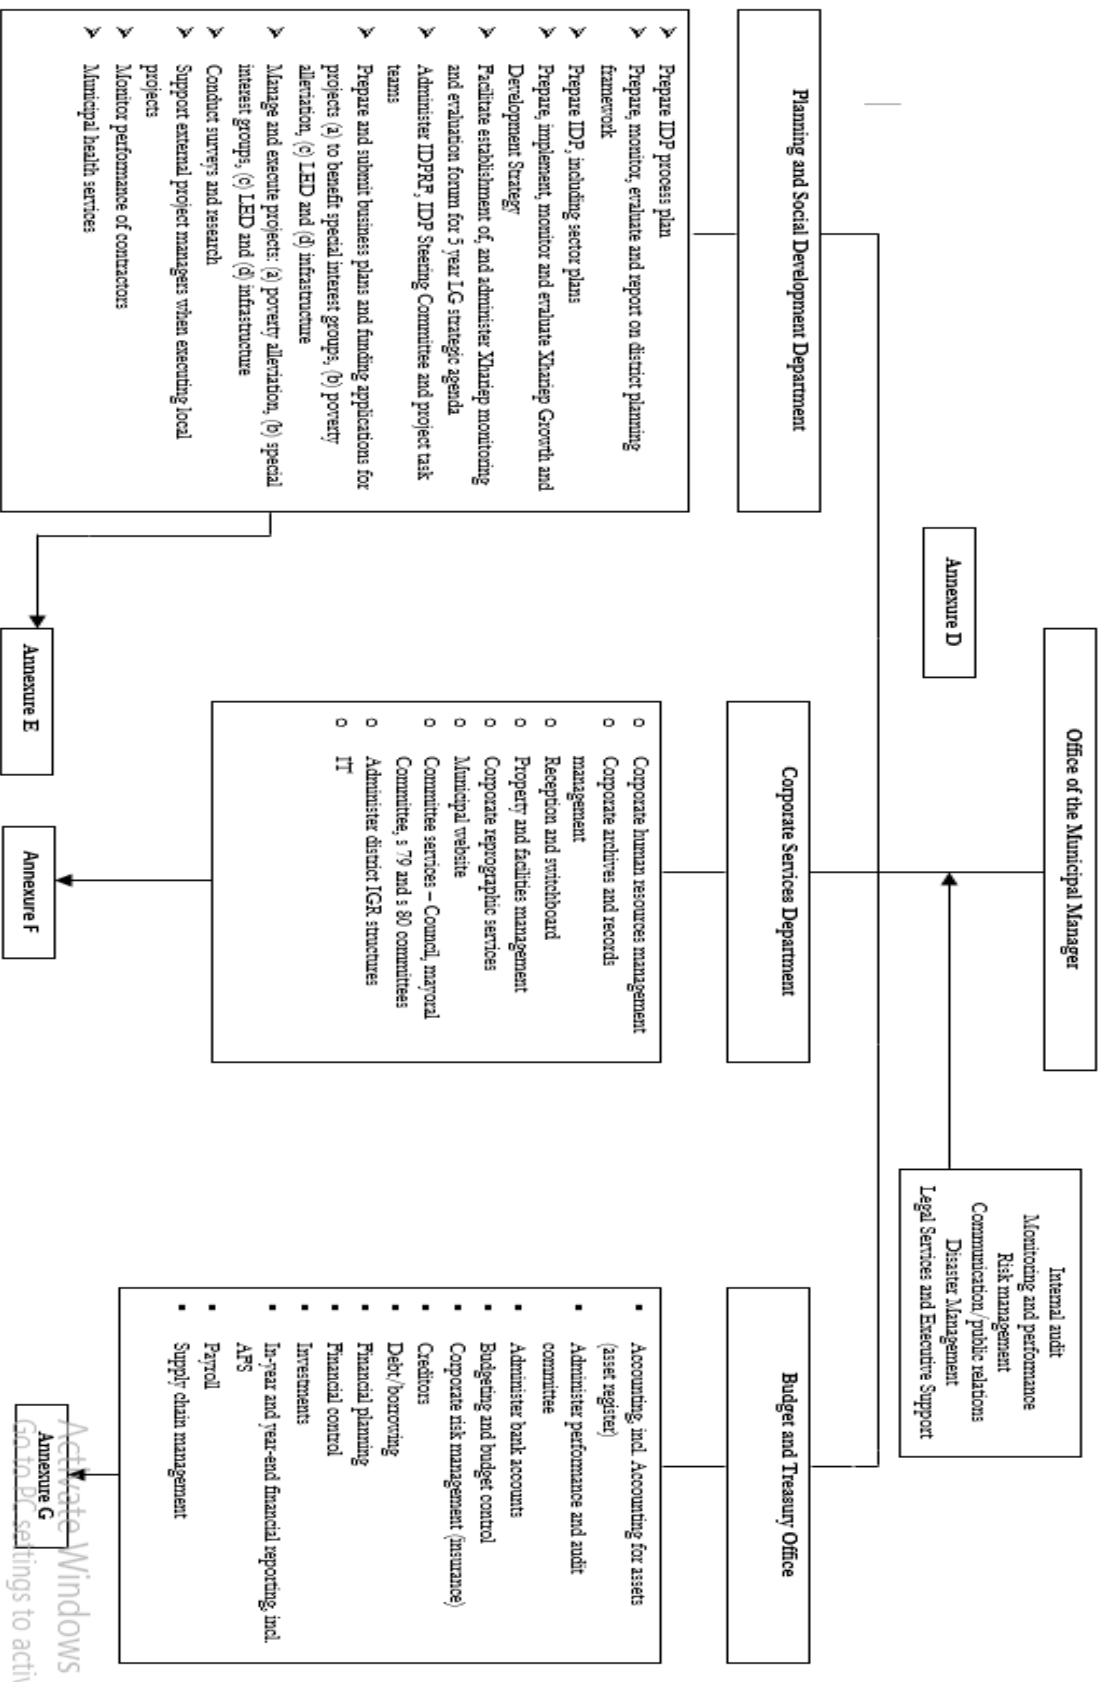 Office of the Municipal Manager
Internal audit
Monitoring and performance
Risk management
Communication/public relations
Disaster Management
Legal Services and Executive Support
Annexure D
Planning and Social Development Department
➢ Prepare IDP process plan
➢ Prepare, monitor, evaluate and report on district planning
framework
➢ Prepare IDP, including sector plans
➢ Prepare, implement, monitor and evaluate Xhariep Growth and
Development Strategy
➢ Facilitate establishment of, and administer Xhariep monitoring
and evaluation forum for 5 year LG strategic agenda
➢ Administer IDPRF, IDP Steering Committee and project task
teams
➢ Prepare and submit business plans and funding applications for
projects (a) to benefit special interest groups, (b) poverty
alleviation, (c) LED and (d) infrastructure
➢ Manage and execute projects: (a) poverty alleviation, (b) special
interest groups, (c) LED and (d) infrastructure
➢ Conduct surveys and research
➢ Support external project managers when executing local
projects
➢ Monitor performance of contractors
➢ Municipal health services
Annexure E
Corporate Services Department
o Corporate human resources management
o Corporate archives and records
management
o Reception and switchboard
o Property and facilities management
o Corporate reprographic services
o Municipal website
o Committee services – Council, mayoral
Committee, s 79 and s 80 committees
o Administer district IGR structures
o IT
Annexure F
Budget and Treasury Office
▪ Accounting, incl. Accounting for assets
(asset register)
▪ Administer performance and audit
committee
▪ Administer bank accounts
▪ Budgeting and budget control
▪ Corporate risk management (insurance)
▪ Creditors
▪ Debt/borrowing
▪ Financial planning
▪ Financial control
▪ Investments
▪ In-year and year-end financial reporting, incl.
AFS
▪ Payroll
▪ Supply chain management
Annexure G
Activate Windows
Go to PC settings to activ